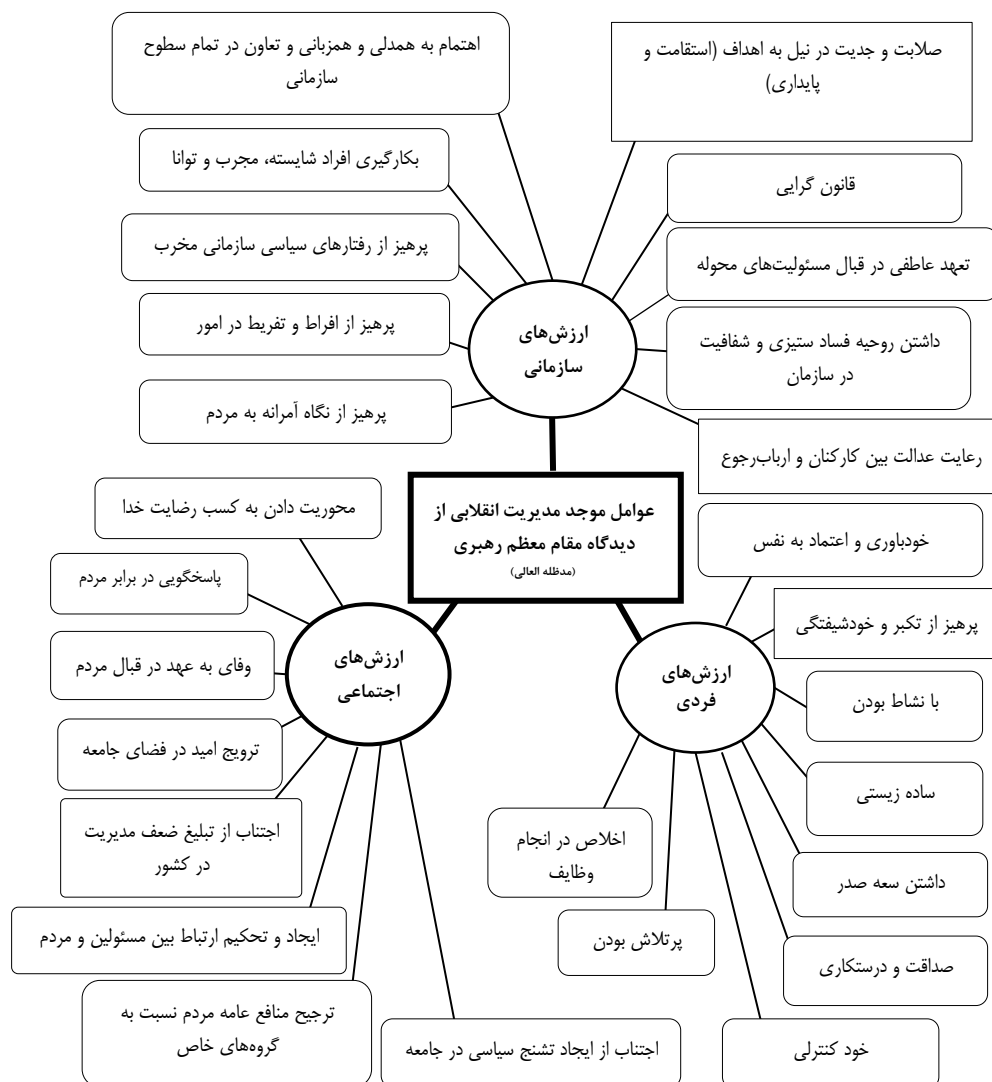 صلابت و جدیت در نیل به اهداف (استقامت و
پایداری)
اهتمام به همدلی و همزبانی و تعاون در تمام سطوح
سازمانی
بکارگیری افراد شایسته، مجرب و توانا
قانون گرایی
پرهیز از رفتارهای سیاسی سازمانی مخرب
تعهد عاطفی در قبال مسئولیت‌های محوله
پرهیز از افراط و تفریط در امور
داشتن روحیه فساد ستیزی و شفافیت
در سازمان
ارزش‌های
سازمانی
پرهیز از نگاه آمرانه به مردم
رعایت عدالت بین کارکنان و ارباب‌رجوع
عوامل موجد مدیریت انقلابی از
دیدگاه مقام معظم رهبری
(مدظله العالی)
خودباوری و اعتماد به نفس
پرهیز از تکبر و خودشیفتگی
ارزش‌های
فردی
با نشاط بودن
ساده زیستی
داشتن سعه صدر
صداقت و درستکاری
خود کنترلی
پرتلاش بودن
اخلاص در انجام
وظایف
محوریت دادن به کسب رضایت خدا
پاسخگویی در برابر مردم
ارزش‌های
اجتماعی
وفای به عهد در قبال مردم
ترویج امید در فضای جامعه
اجتناب از تبلیغ ضعف مدیریت
در کشور
ایجاد و تحکیم ارتباط بین مسئولین و مردم
ترجیح منافع عامه مردم نسبت به
گروه‌های خاص
اجتناب از ایجاد تشنج سیاسی در جامعه